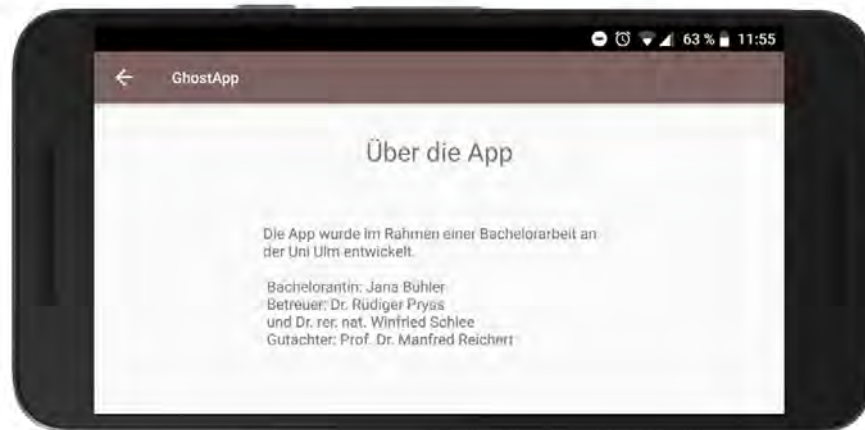 63 % 11:55
GhostApp
Über die App
Die App wurde im Rahmen einer Bachelorarbeit an
der Uni Ulm entwickelt.
Bachelorantin: Jana Bühler
Betreuer: Dr. Rüdiger Pryss
und Dr. rer. nat. Winfried Schlee
Gutachter: Prof. Dr. Manfred Reichert